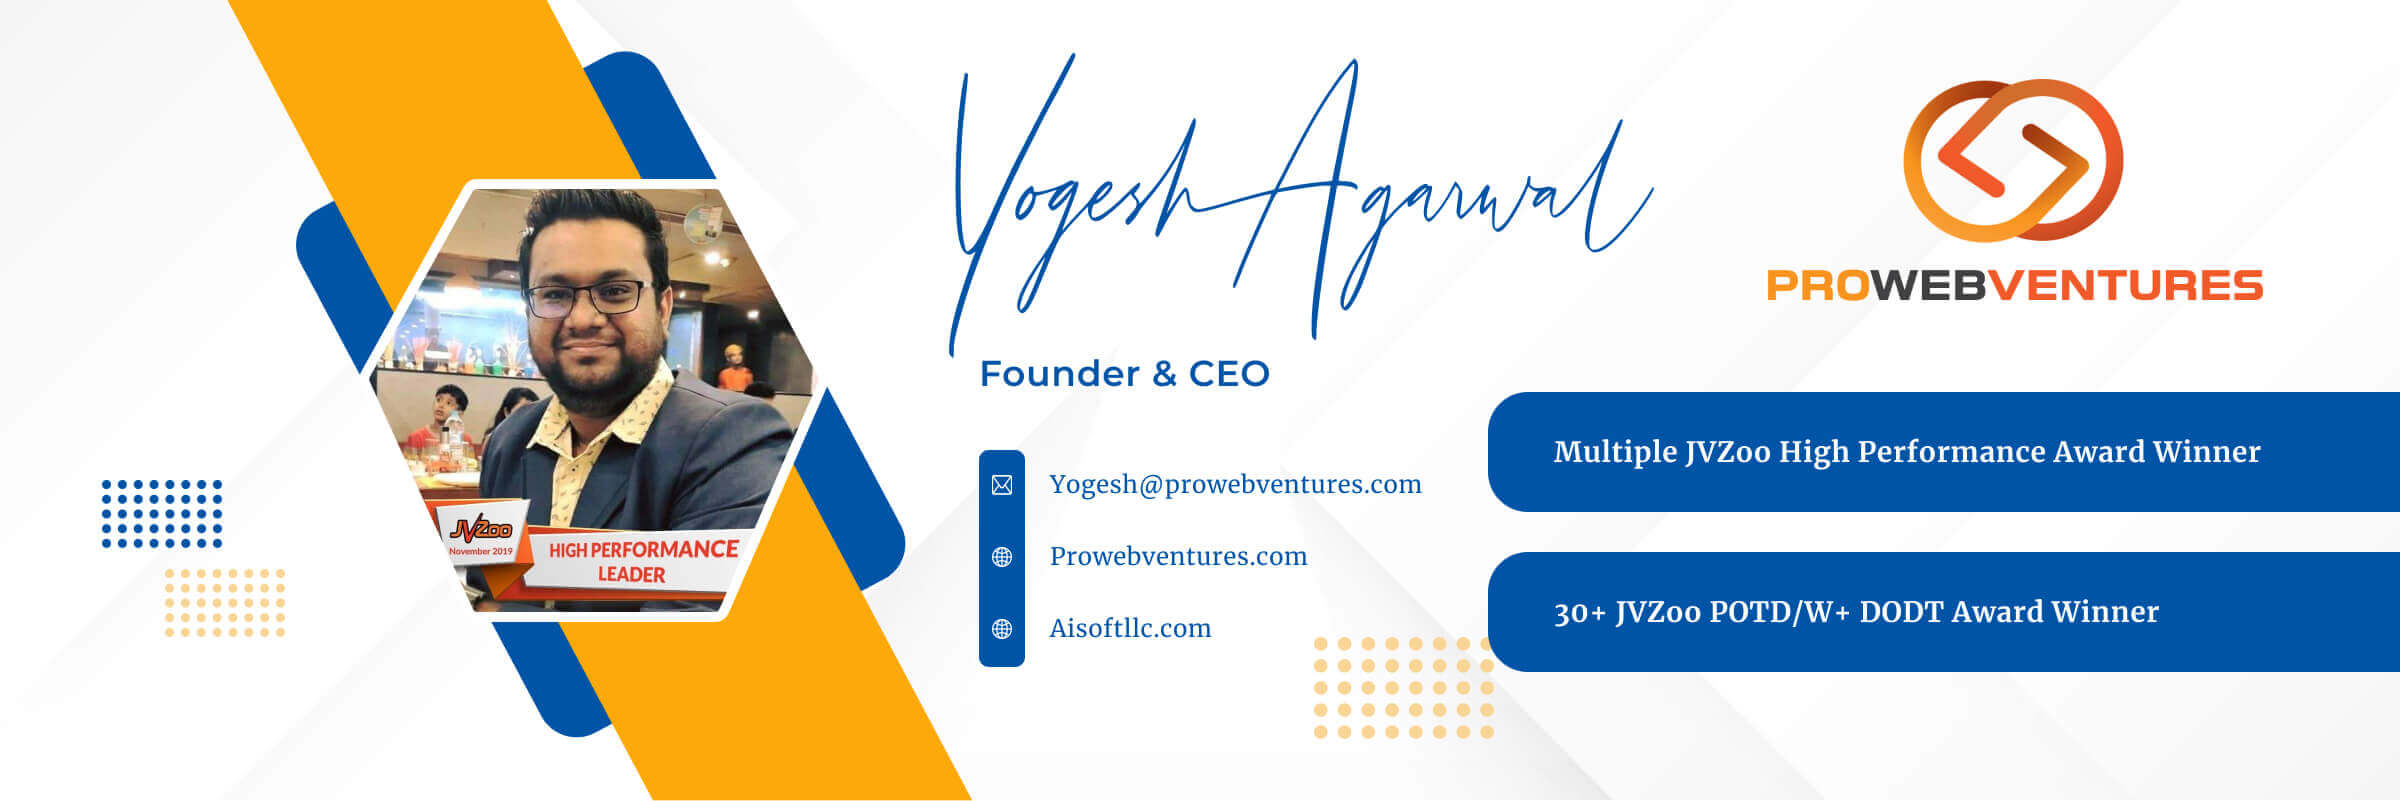 Yogesh Agarwal
Founder & CEO
Yogesh@prowebventures.com
Prowebventures.com
Aisoftllc.com
PROWEBVENTURES
Multiple JVZoo High Performance Award Winner
30+ JVZoo POTD/W+ DODT Award Winner
JVZoo
November 2019
HIGH PERFORMANCE
LEADER